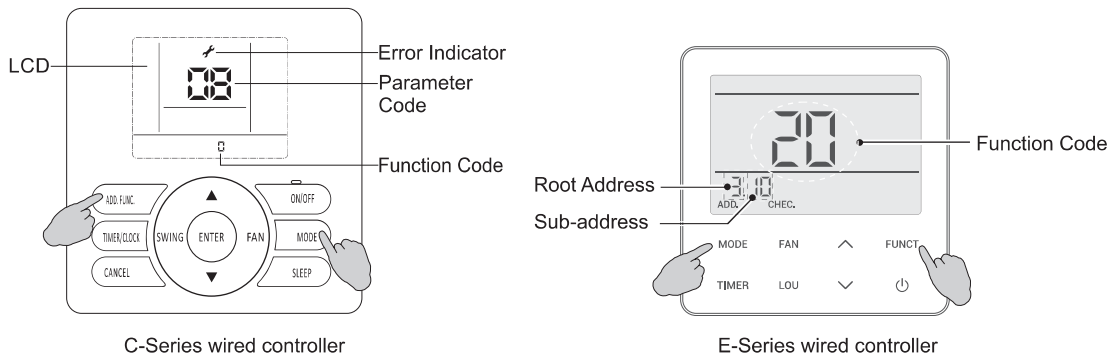 LCD
Error Indicator
08
Parameter
Code
0
Function Code
ADD. FUNC.
ON/OFF
TIMER/CLOCK
SWING
ENTER
FAN
MODE
CANCEL
SLEEP
C-Series wired controller
20
Function Code
Root Address
3 10
Sub-address
ADD. CHEC.
MODE FAN FUNCT.
TIMER LOU
E-Series wired controller